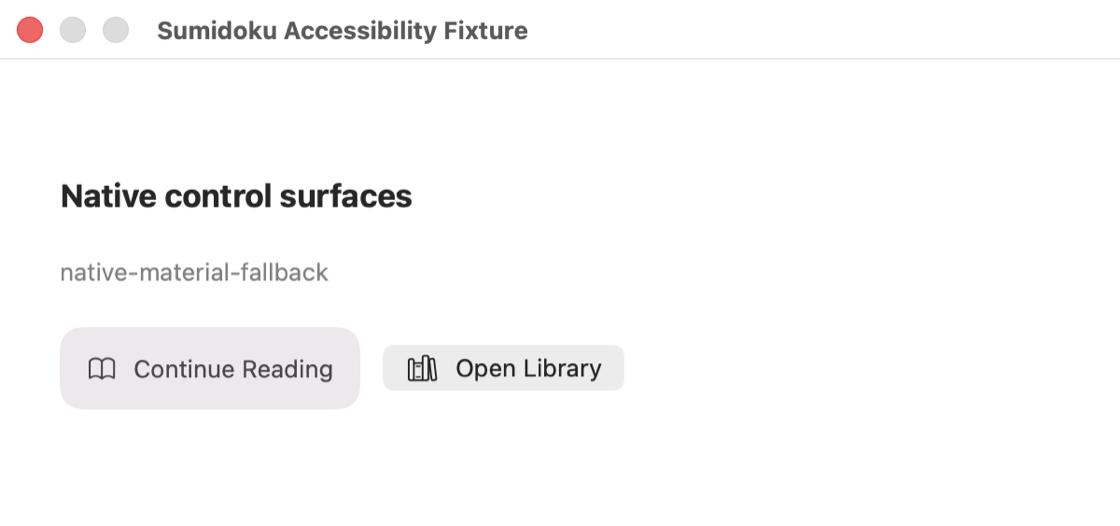 Sumidoku Accessibility Fixture
Native control surfaces
native-material-fallback
Continue Reading
Open Library